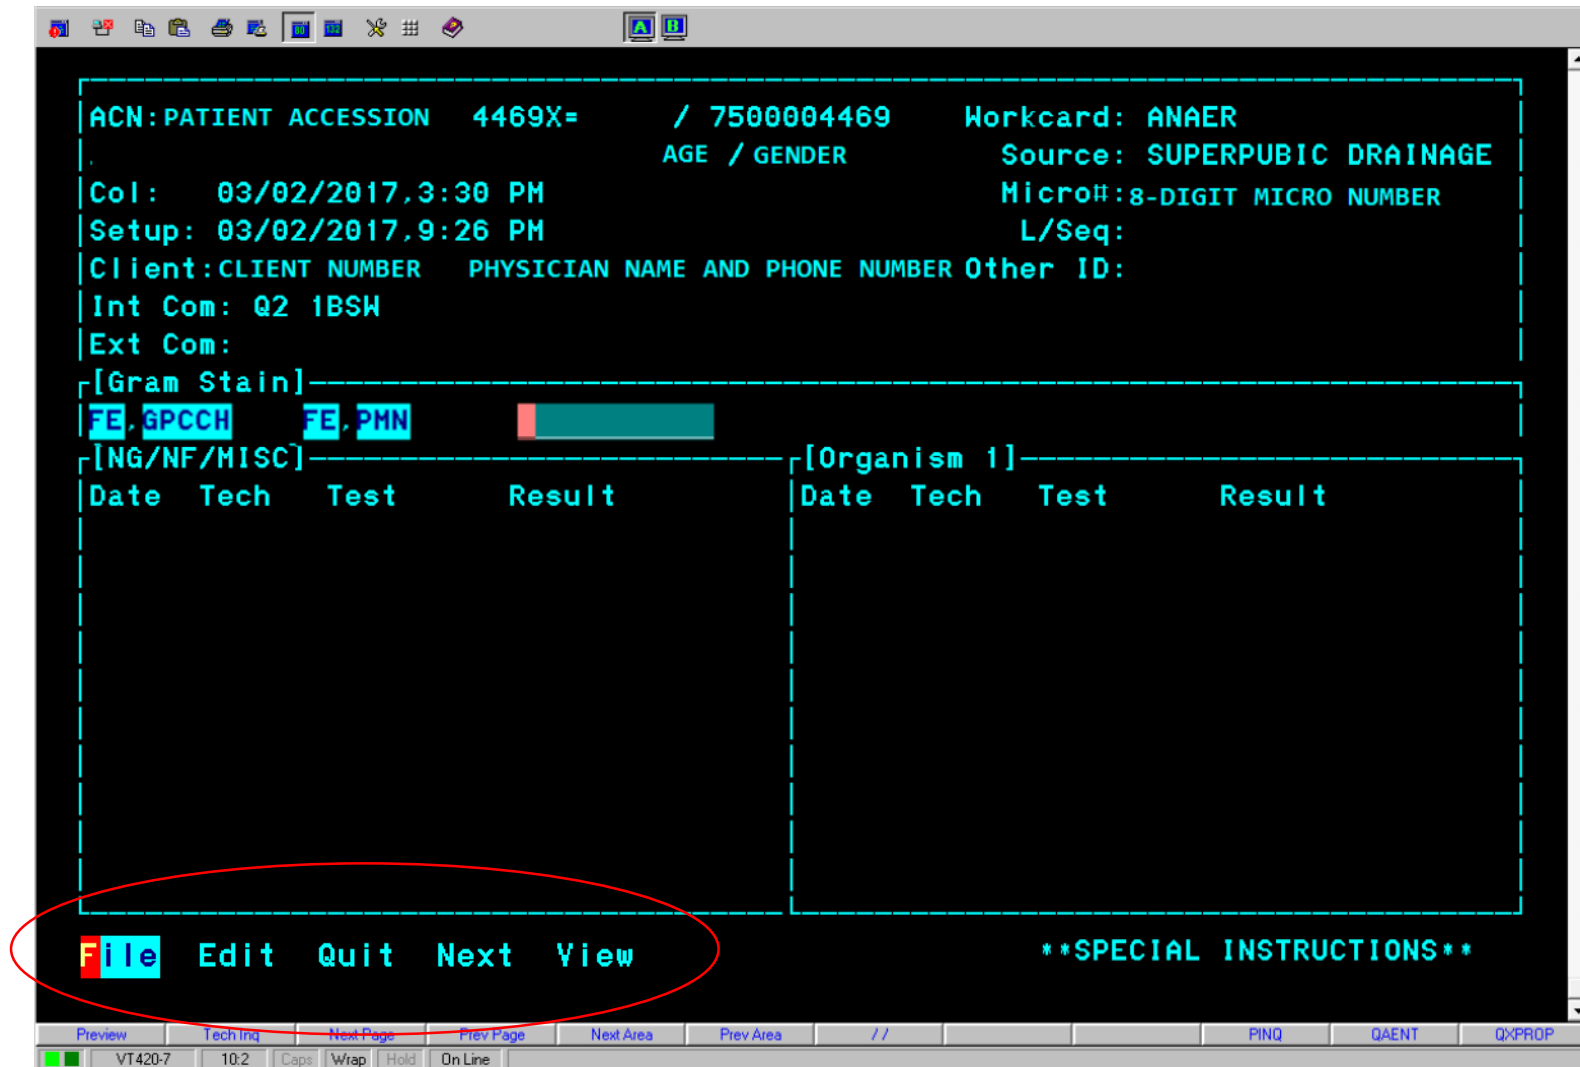 80 132 A B
ACN: PATIENT ACCESSION 4469X= / 7500004469 Workcard: ANAER
AGE / GENDER Source: SUPERPUBIC DRAINAGE
Col: 03/02/2017,3:30 PM Micro#: 8-DIGIT MICRO NUMBER
Setup: 03/02/2017,9:26 PM L/Seq:
Client: CLIENT NUMBER PHYSICIAN NAME AND PHONE NUMBER Other ID:
Int Com: Q2 1BSW
Ext Com:
[Gram Stain]
FE,GPCCH FE,PMN
[NG/NF/MISC] [Organism 1]
Date Tech Test Result Date Tech Test Result
File Edit Quit Next View **SPECIAL INSTRUCTIONS**
Preview Tech Inq Next Page Prev Page Next Area Prev Area / / PINQ QAENT QXPROP
VT420-7 10:2 Caps Wrap Hold On Line